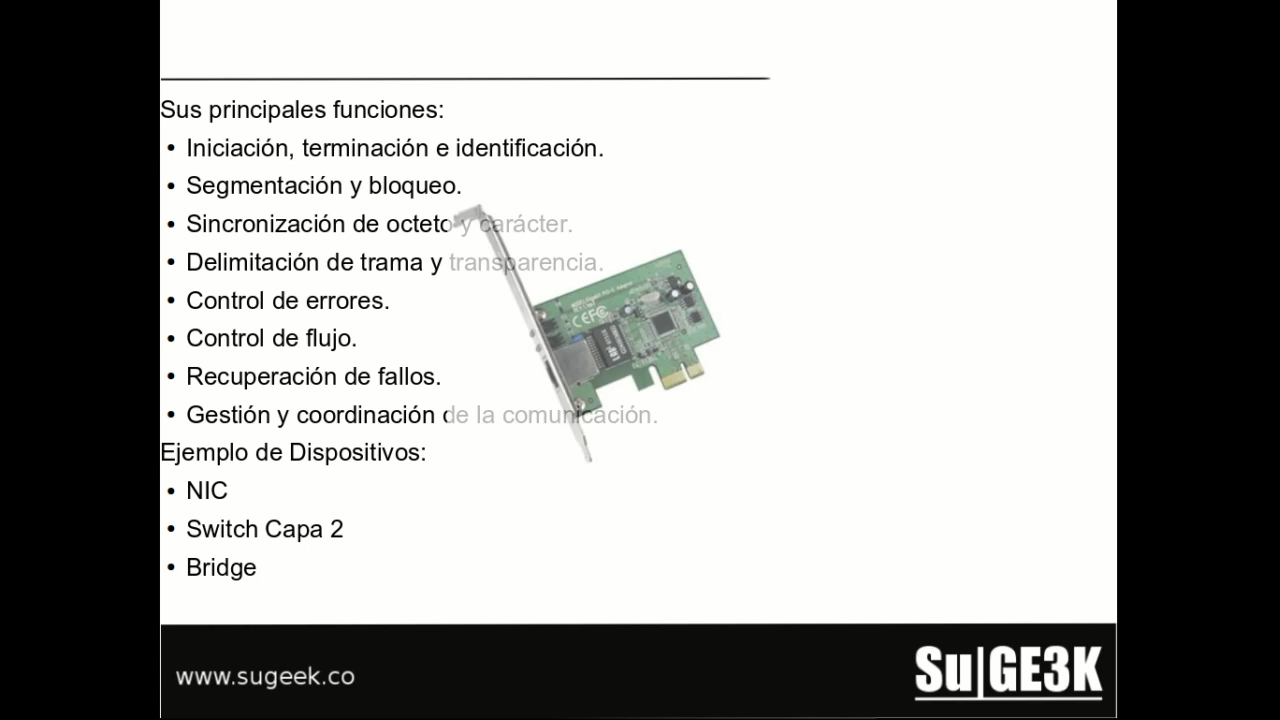 Sus principales funciones:
• Iniciación, terminación e identificación.
• Segmentación y bloqueo.
• Sincronización de octeto y carácter.
• Delimitación de trama y transparencia.
• Control de errores.
• Control de flujo.
• Recuperación de fallos.
• Gestión y coordinación de la comunicación.
Ejemplo de Dispositivos:
• NIC
• Switch Capa 2
• Bridge
www.sugeek.co
Su|GE3K